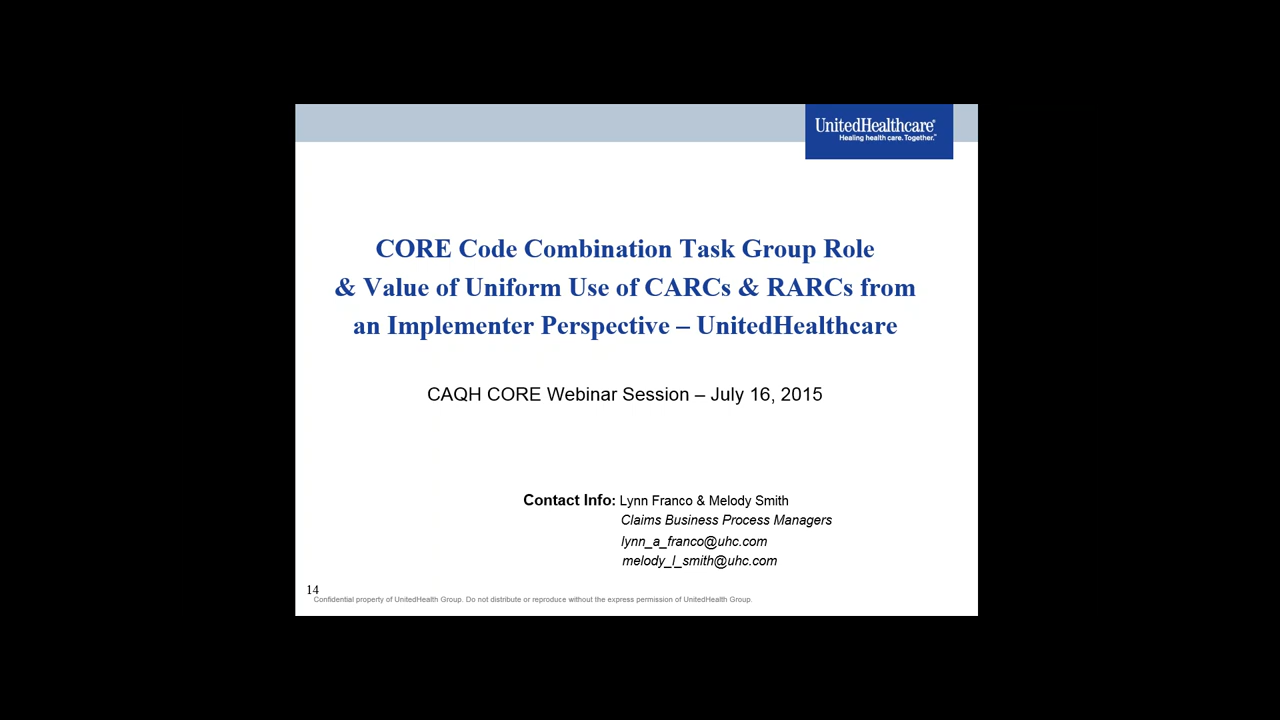 UnitedHealthcare®
Healing health care. Together.℠
CORE Code Combination Task Group Role
& Value of Uniform Use of CARCs & RARCs from
an Implementer Perspective – UnitedHealthcare
CAQH CORE Webinar Session – July 16, 2015
Contact Info: Lynn Franco & Melody Smith
Claims Business Process Managers
lynn_a_franco@uhc.com
melody_l_smith@uhc.com
14
Confidential property of UnitedHealth Group. Do not distribute or reproduce without the express permission of UnitedHealth Group.